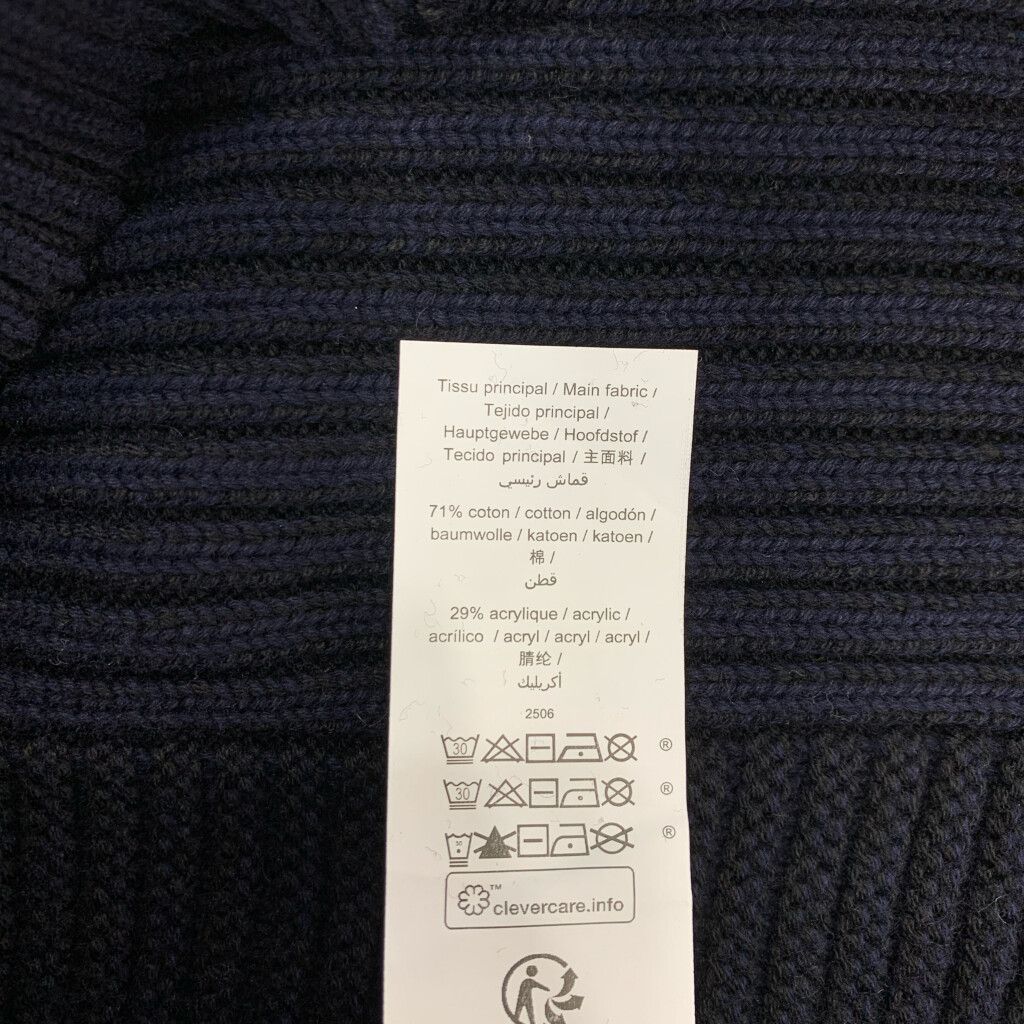 Tissu principal / Main fabric /
Tejido principal /
Hauptgewebe / Hoofdstof /
Tecido principal / 主面料 /
قماش رئيسي
71% coton / cotton / algodón /
baumwolle / katoen / katoen /
棉 /
قطن
29% acrylique / acrylic /
acrílico / acryl / acryl / acryl /
腈纶 /
أكريليك
2506
30 ®
30 ®
30 ®
™ clevercare.info